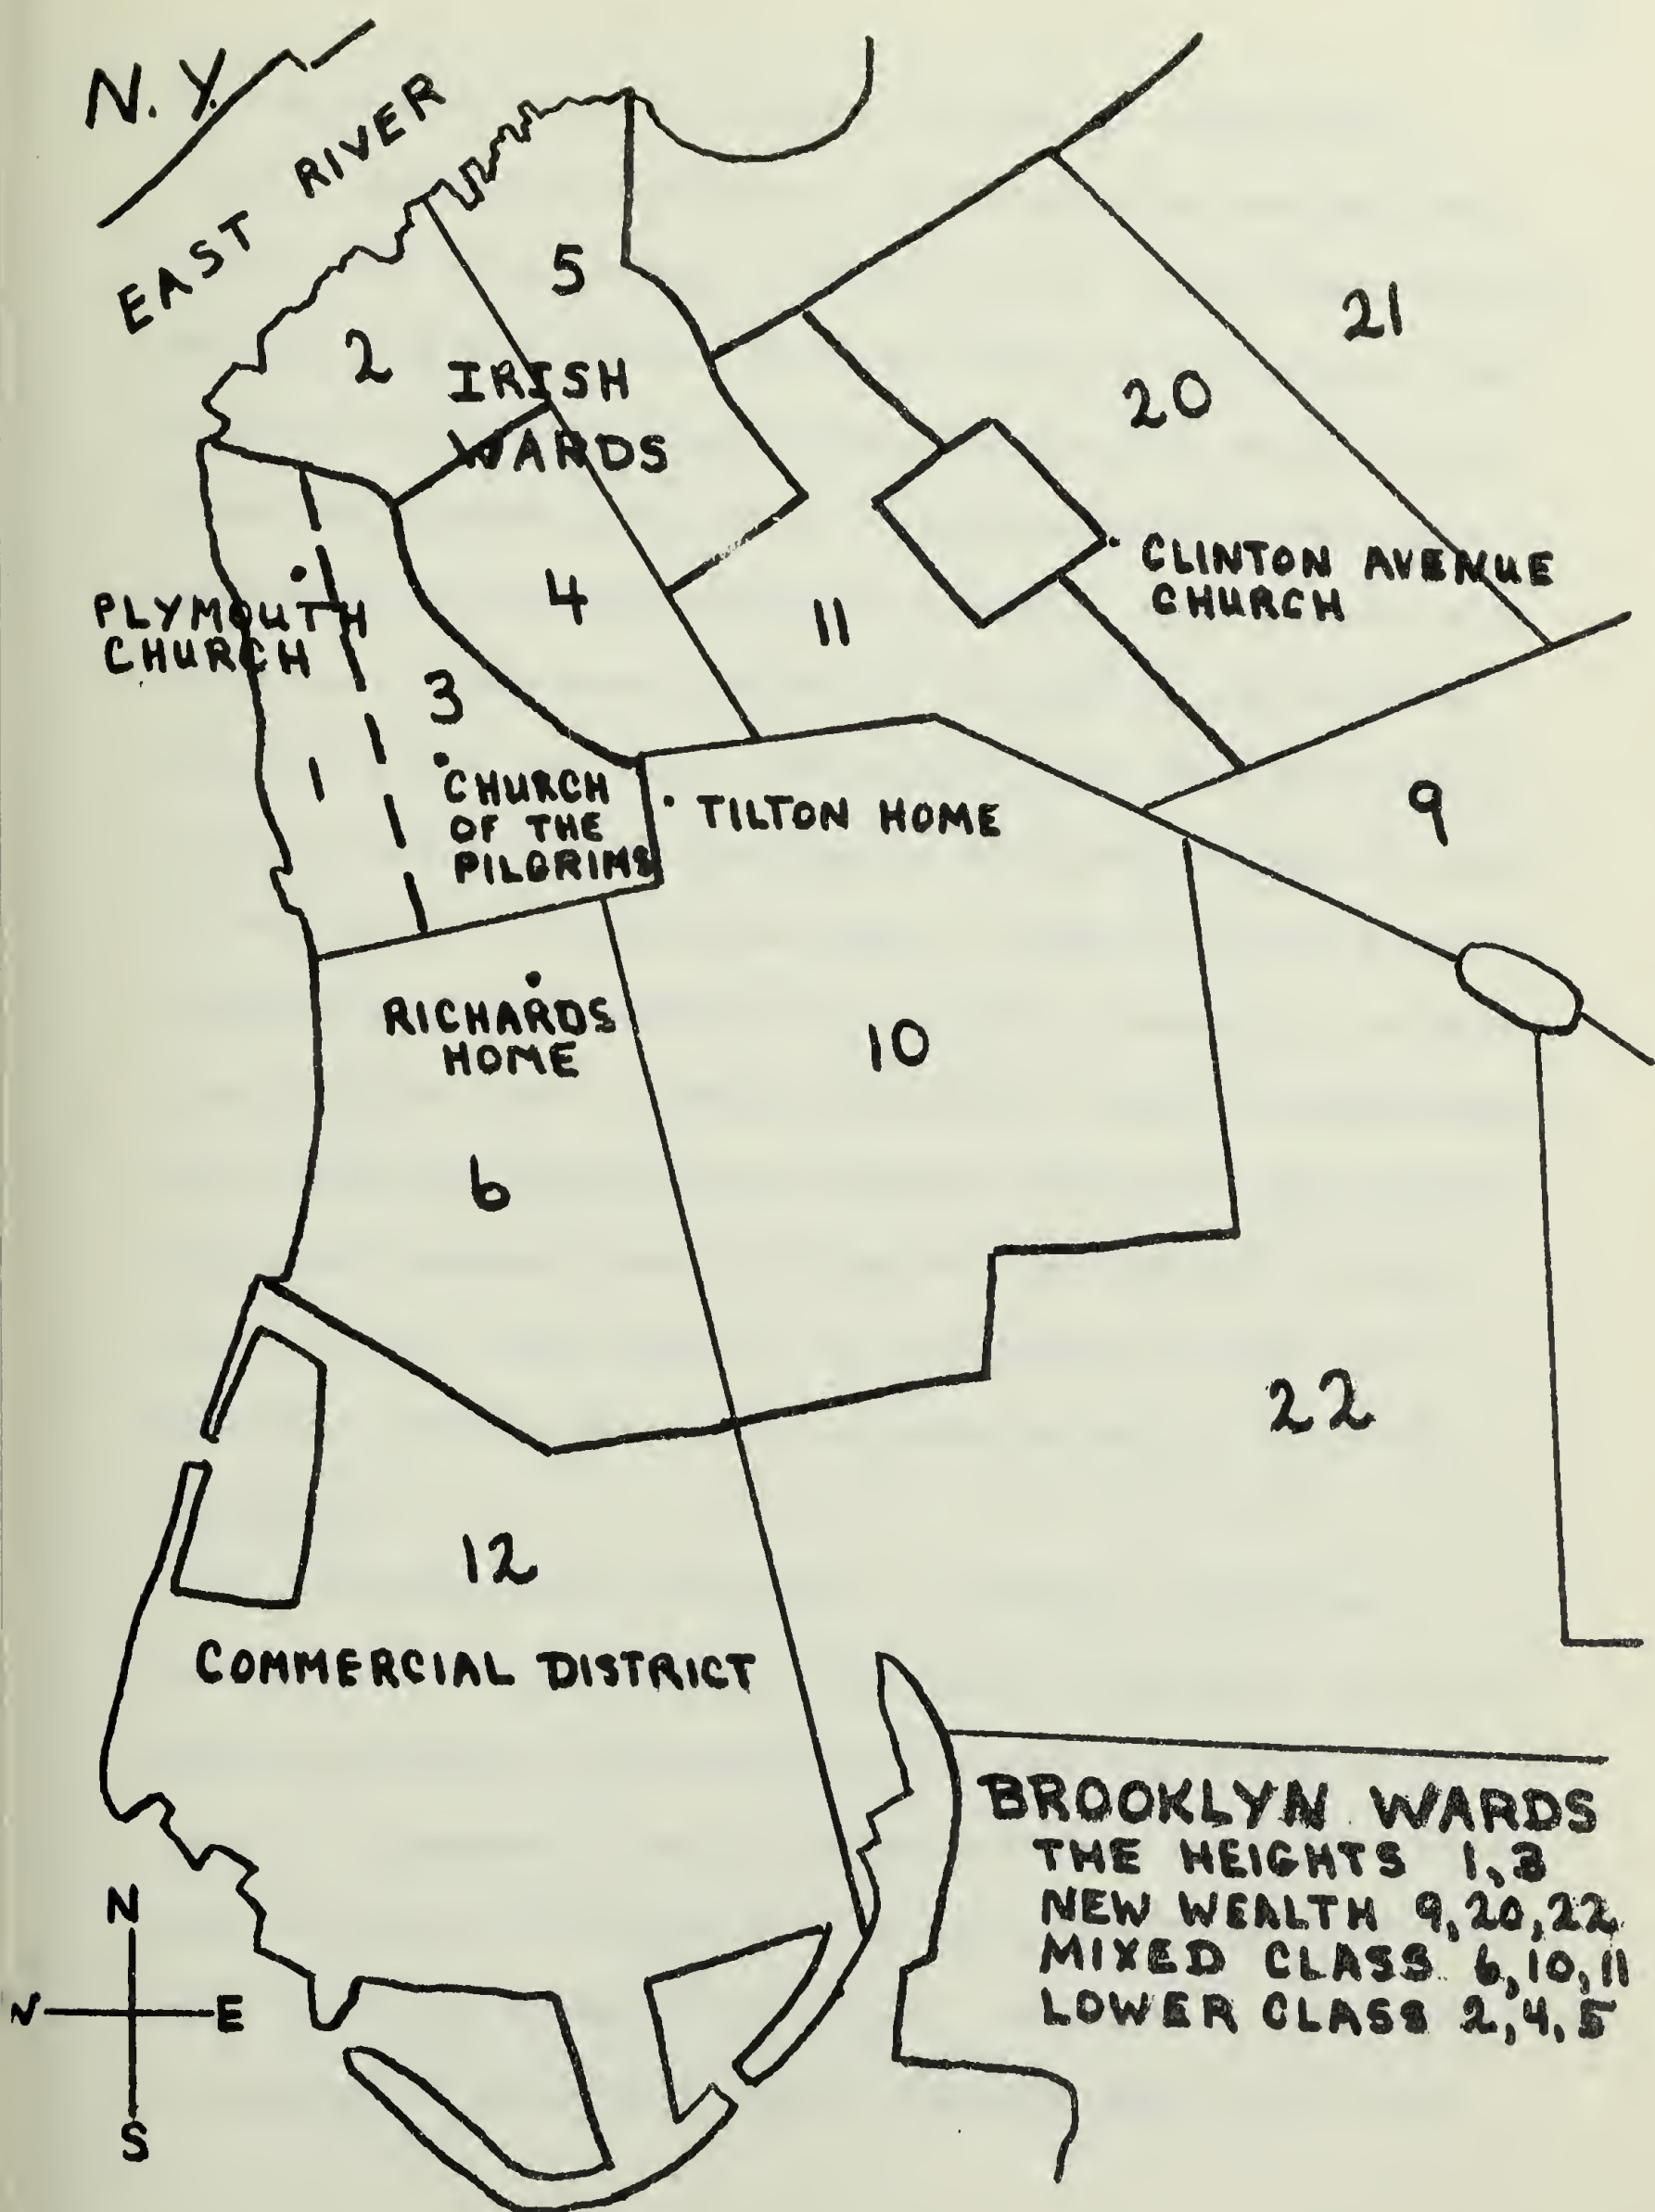 N.Y.
EAST RIVER
5
2
21
20
IRISH
WARDS
CLINTON AVENUE
CHURCH
4
11
PLYMOUTH
CHURCH
3
1
CHURCH
OF THE
PILGRIMS
TILTON HOME
9
RICHARDS
HOME
10
6
22
12
COMMERCIAL DISTRICT
BROOKLYN WARDS
THE HEIGHTS 1,3
NEW WEALTH 9,20,22
MIXED CLASS 6,10,11
LOWER CLASS 2,4,5
N
W E
S